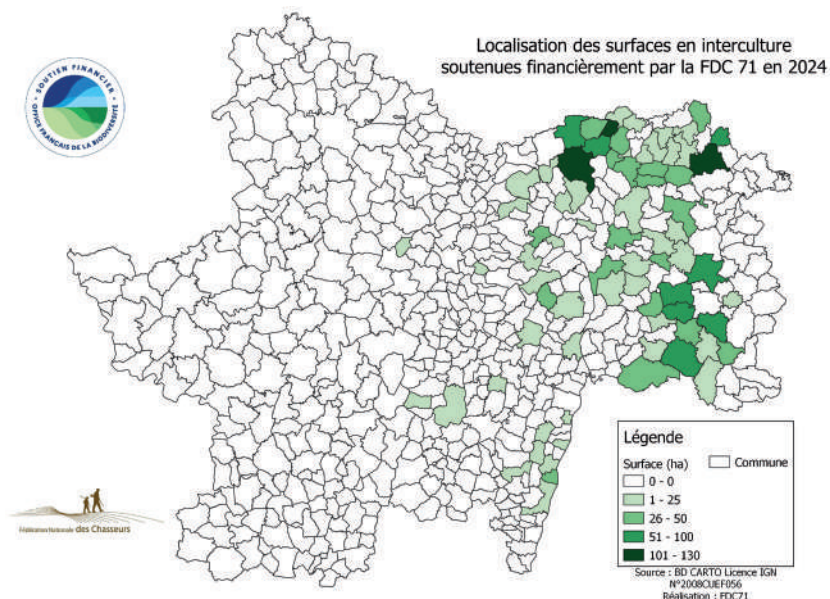 Localisation des surfaces en interculture
soutenues financièrement par la FDC 71 en 2024
SOUTIEN FINANCIER
OFFICE FRANÇAIS DE LA BIODIVERSITÉ
Fédération Nationale des Chasseurs
Légende
Surface (ha)
Commune
0 - 0
1 - 25
26 - 50
51 - 100
101 - 130
Source : BD CARTO Licence IGN
N°2008CUEF056
Réalisation : FDC71